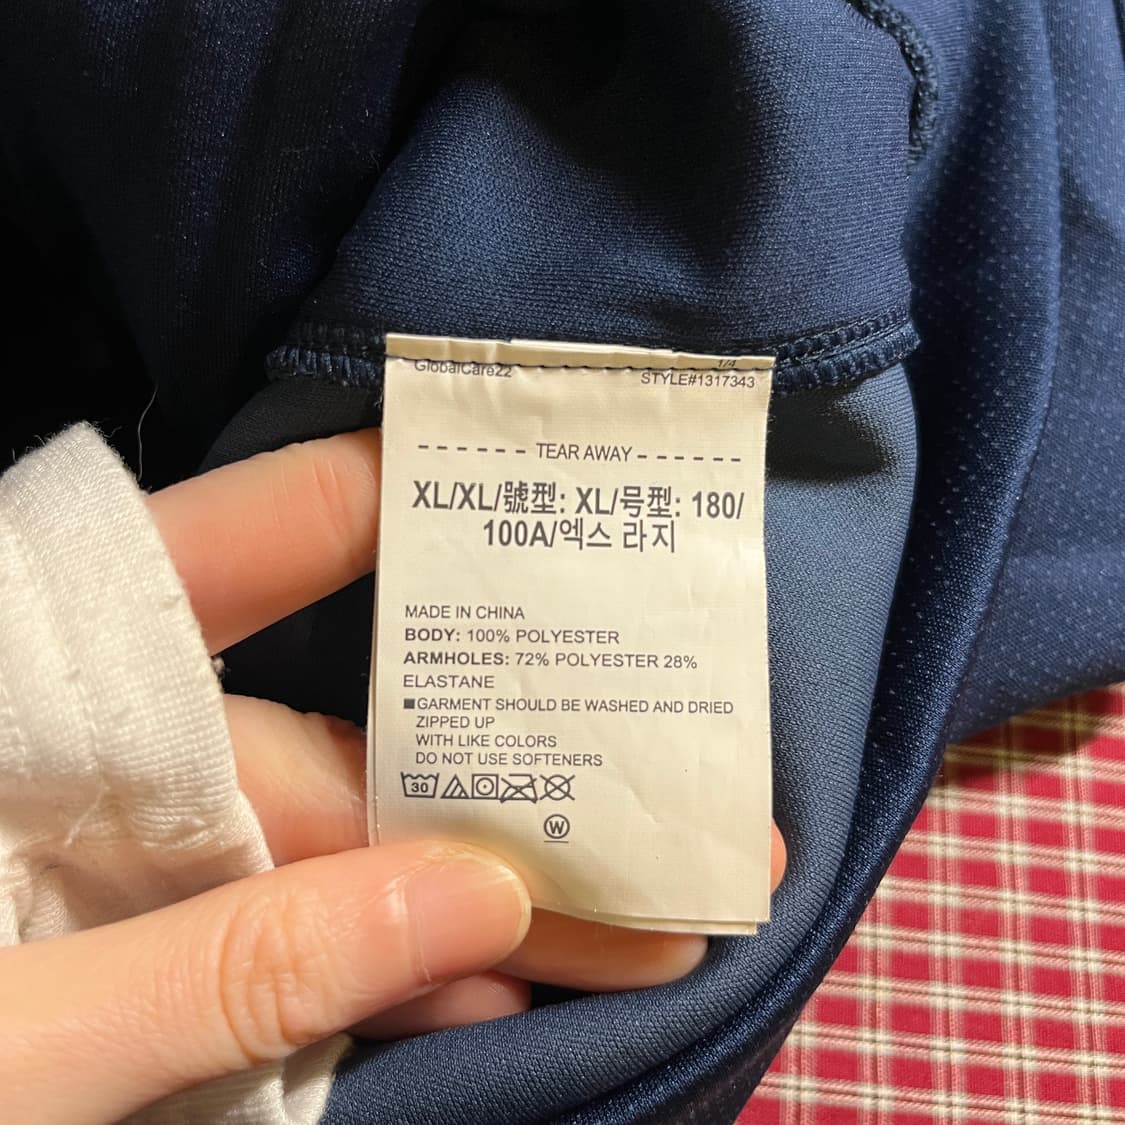 1/4
GlobalCare22
STYLE#1317343
- - - - - - TEAR AWAY - - - - - -
XL/XL/號型: XL/号型: 180/
100A/엑스 라지
MADE IN CHINA
BODY: 100% POLYESTER
ARMHOLES: 72% POLYESTER 28%
ELASTANE
■GARMENT SHOULD BE WASHED AND DRIED
ZIPPED UP
WITH LIKE COLORS
DO NOT USE SOFTENERS
30
W